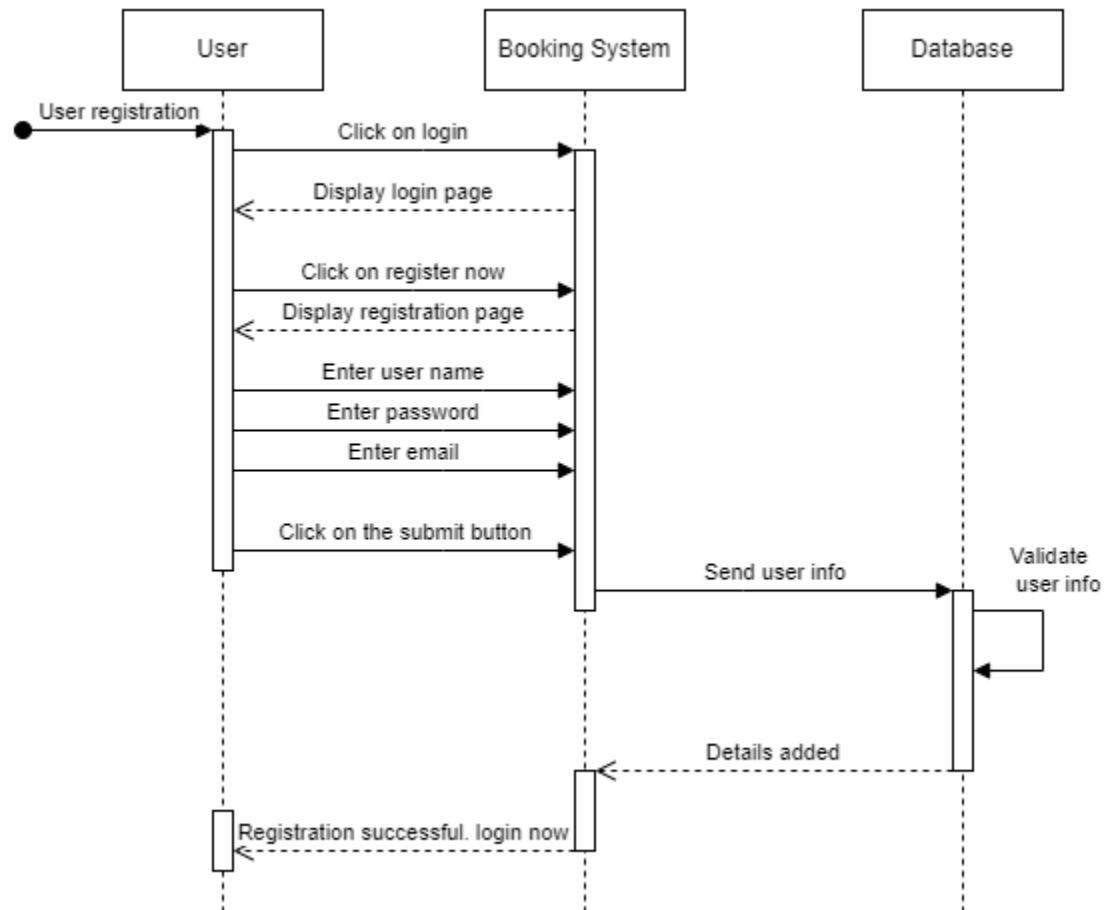 User
Booking System
Database
User registration
Click on login
Display login page
Click on register now
Display registration page
Enter user name
Enter password
Enter email
Click on the submit button
Send user info
Validate
user info
Details added
Registration successful. login now